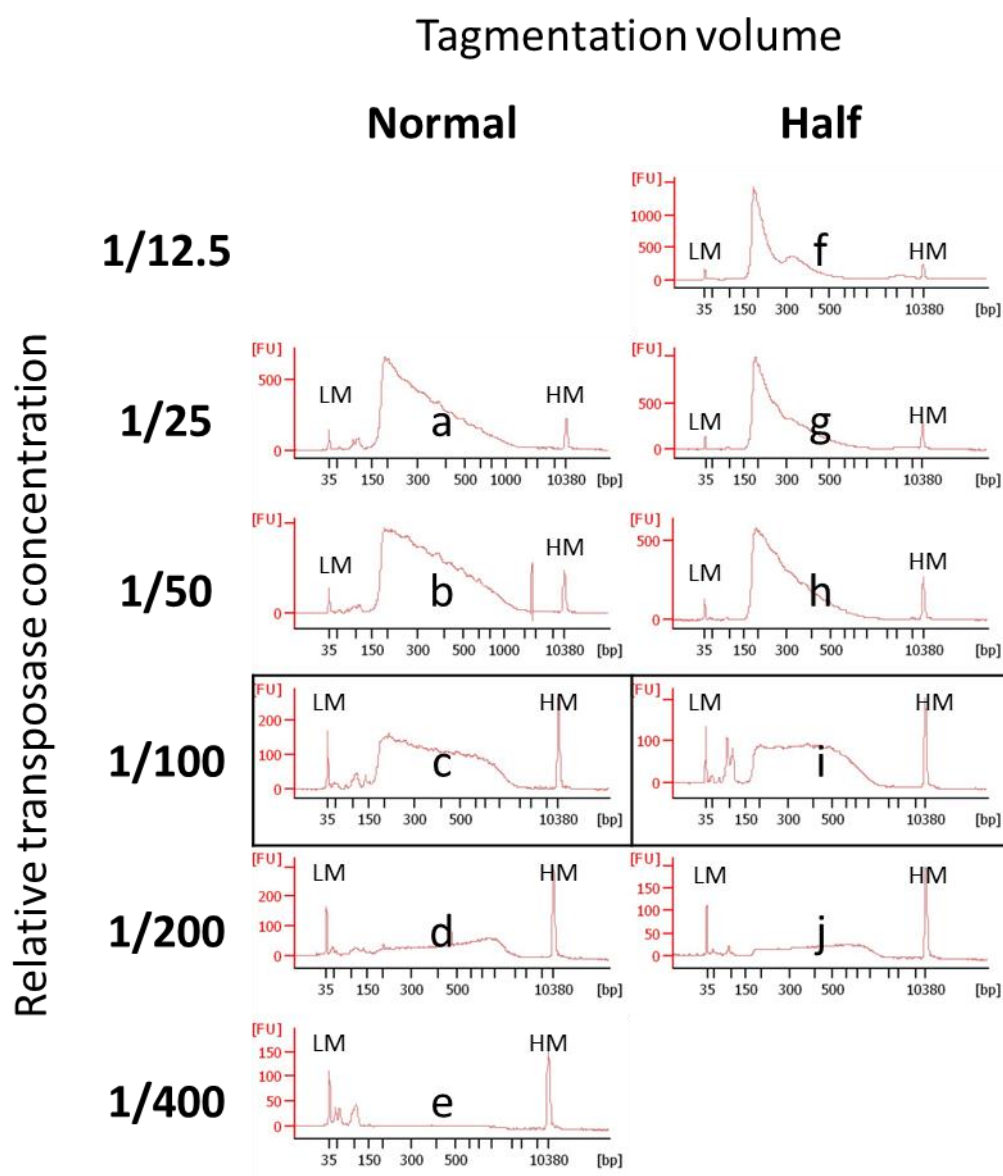 Tagmentation volume
Normal Half
Relative transposase concentration
1/12.5
[FU]
1000
500
0
LM f HM
35 150 300 500 10380 [bp]
1/25
[FU]
500
0
LM a HM
35 150 300 500 1000 10380 [bp]
[FU]
500
0
LM g HM
35 150 300 500 10380 [bp]
1/50
[FU]
0
LM b HM
35 150 300 500 1000 10380 [bp]
[FU]
500
0
LM h HM
35 150 300 500 10380 [bp]
1/100
[FU]
200
100
0
LM c HM
35 150 300 500 10380 [bp]
[FU]
100
0
LM i HM
35 150 300 500 10380 [bp]
1/200
[FU]
200
100
0
LM d HM
35 150 300 500 10380 [bp]
[FU]
150
100
50
0
LM j HM
35 150 300 500 10380 [bp]
1/400
[FU]
150
100
50
0
LM e HM
35 150 300 500 10380 [bp]